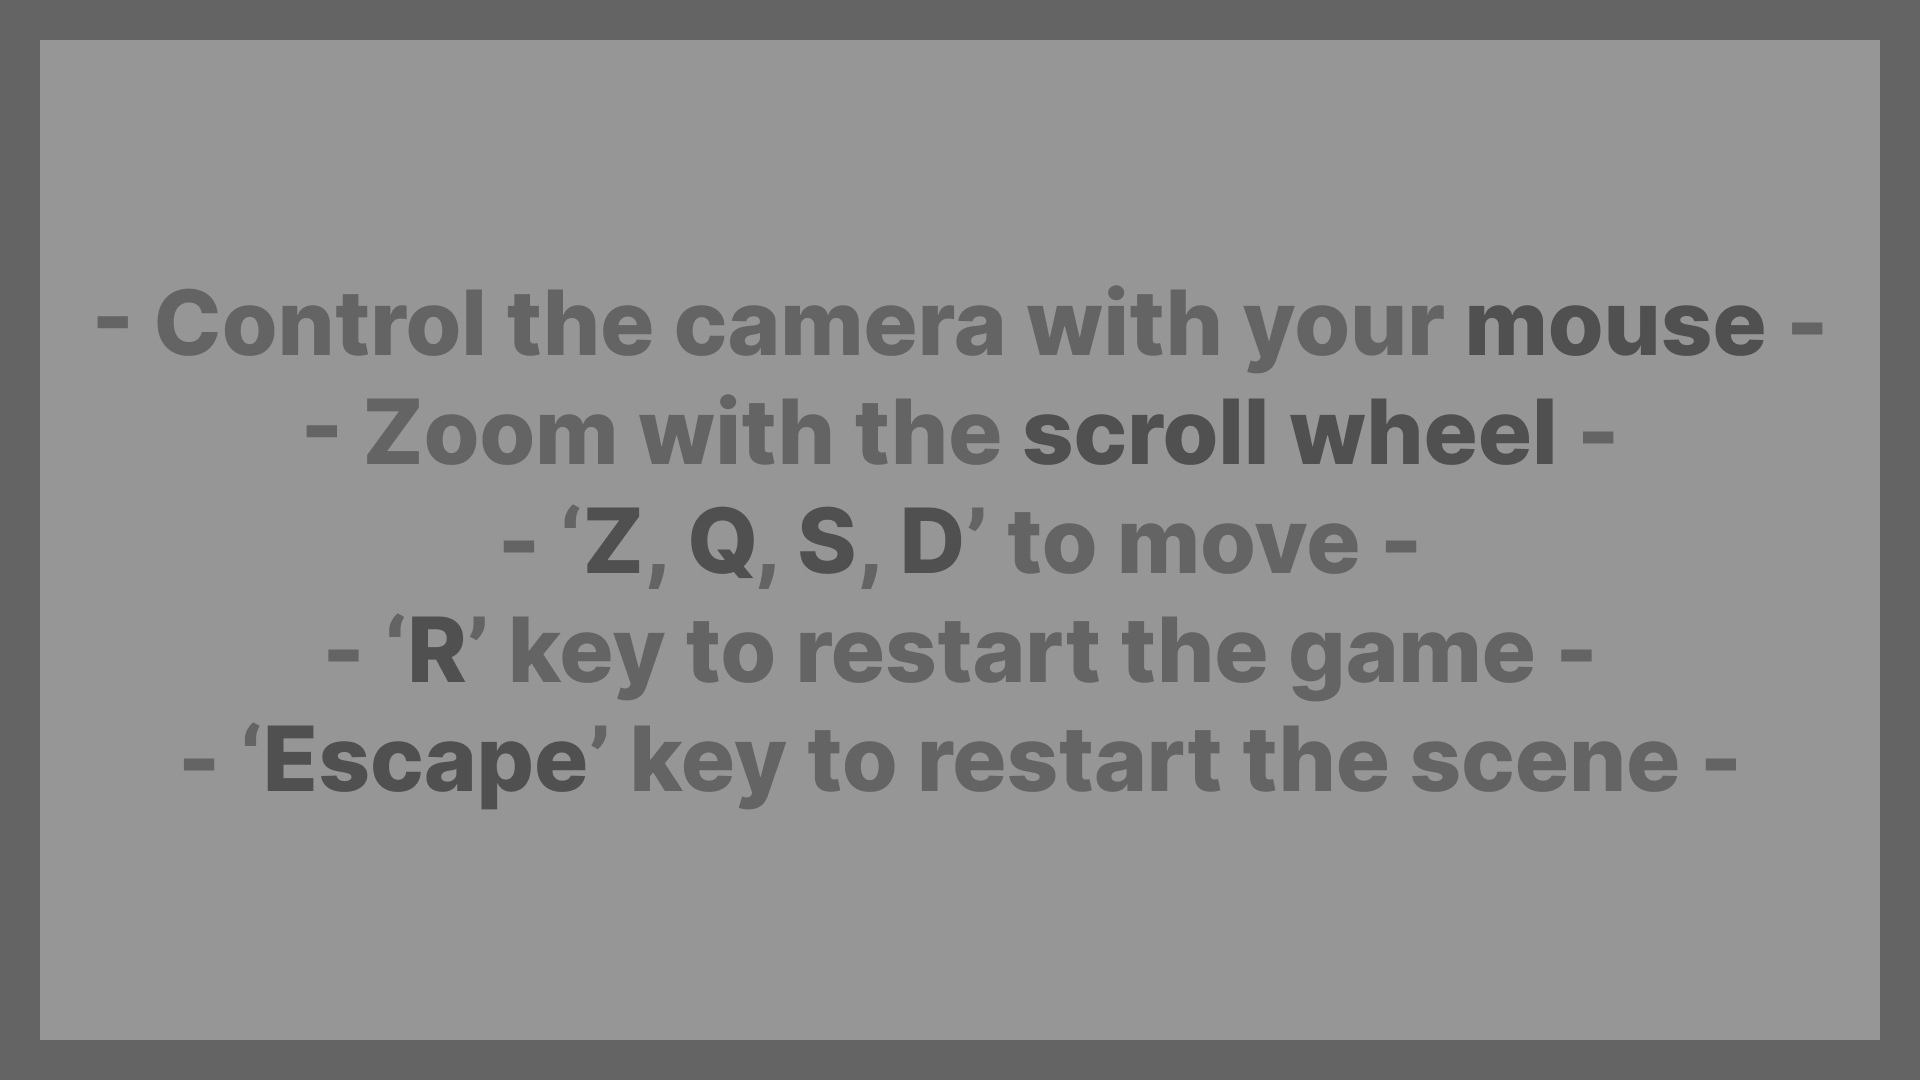 - Control the camera with your mouse -
- Zoom with the scroll wheel -
- ‘Z, Q, S, D’ to move -
- ‘R’ key to restart the game -
- ‘Escape’ key to restart the scene -